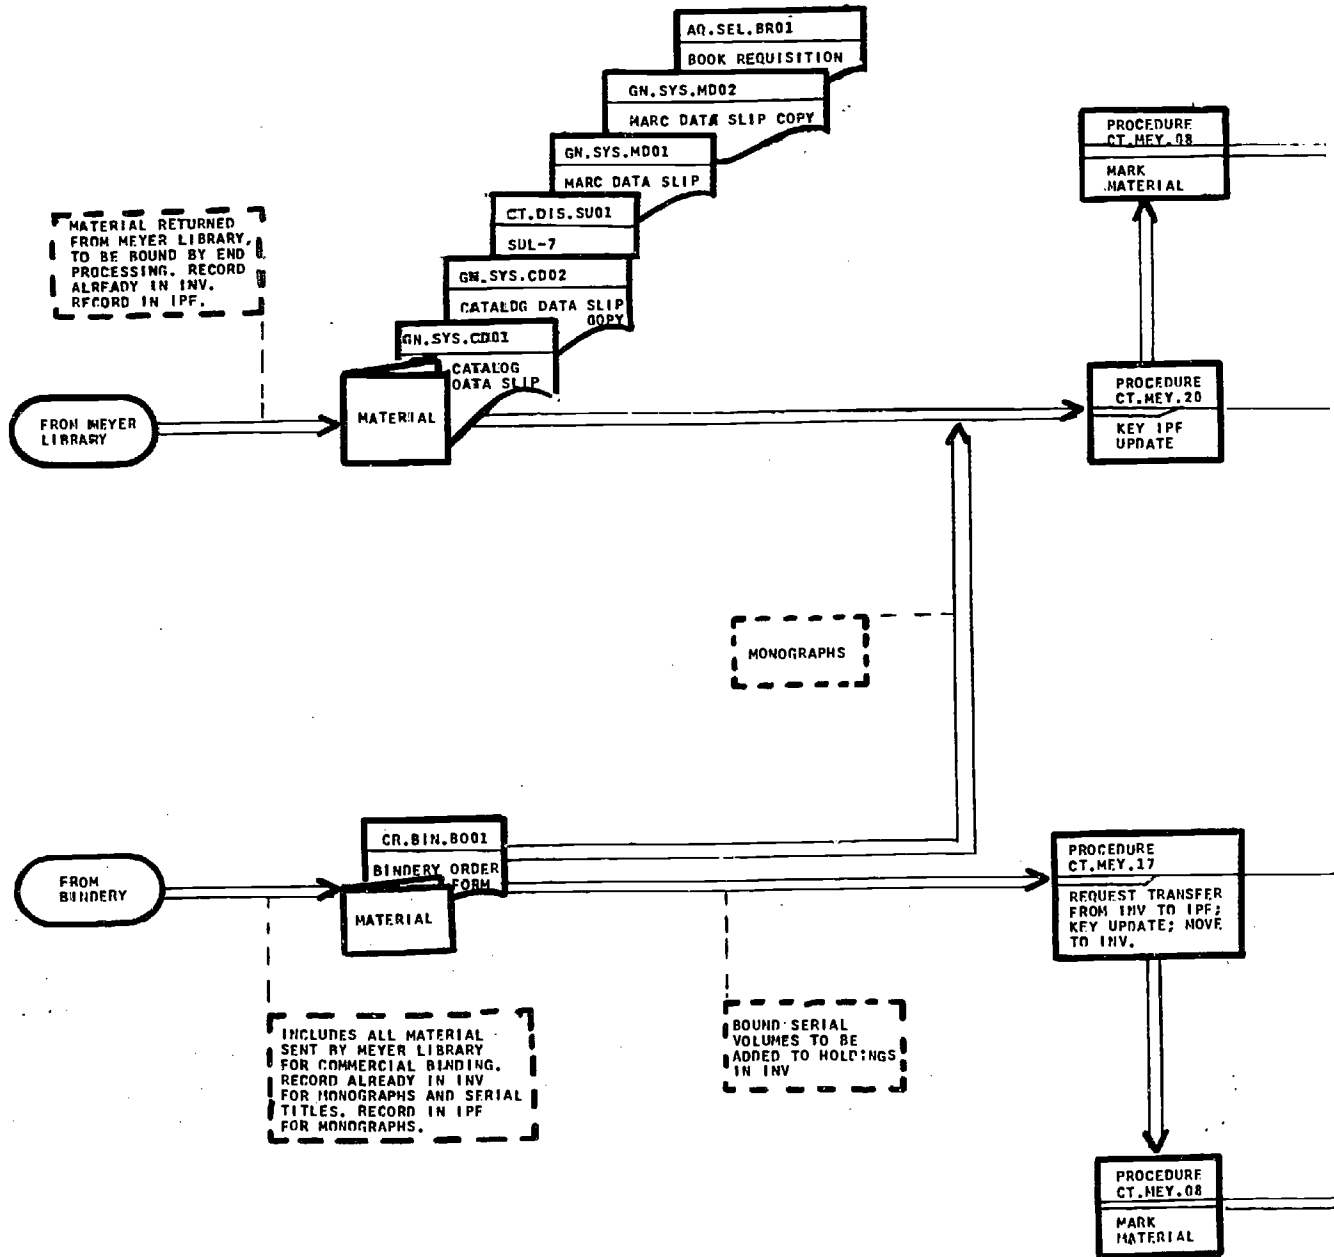 AQ.SEL.BR01
BOOK REQUISITION
GN.SYS.MD02
MARC DATA SLIP COPY
GN.SYS.MD01
MARC DATA SLIP
CT.DIS.SU01
SUL-7
GN.SYS.CD02
CATALOG DATA SLIP
COPY
GN.SYS.CD01
CATALOG
DATA SLIP
MATERIAL
MATERIAL RETURNED
FROM MEYER LIBRARY,
TO BE BOUND BY END
PROCESSING. RECORD
ALREADY IN INV.
RECORD IN IPF.
FROM MEYER
LIBRARY
PROCEDURE
CT.MEY.08
MARK
MATERIAL
PROCEDURE
CT.MEY.20
KEY IPF
UPDATE
MONOGRAPHS
FROM
BINDERY
CR.BIN.BO01
BINDERY ORDER
FORM
MATERIAL
PROCEDURE
CT.MEY.17
REQUEST TRANSFER
FROM INV TO IPF;
KEY UPDATE; MOVE
TO INV.
INCLUDES ALL MATERIAL
SENT BY MEYER LIBRARY
FOR COMMERCIAL BINDING.
RECORD ALREADY IN INV
FOR MONOGRAPHS AND SERIAL
TITLES. RECORD IN IPF
FOR MONOGRAPHS.
BOUND SERIAL
VOLUMES TO BE
ADDED TO HOLDINGS
IN INV
PROCEDURE
CT.MEY.08
MARK
MATERIAL